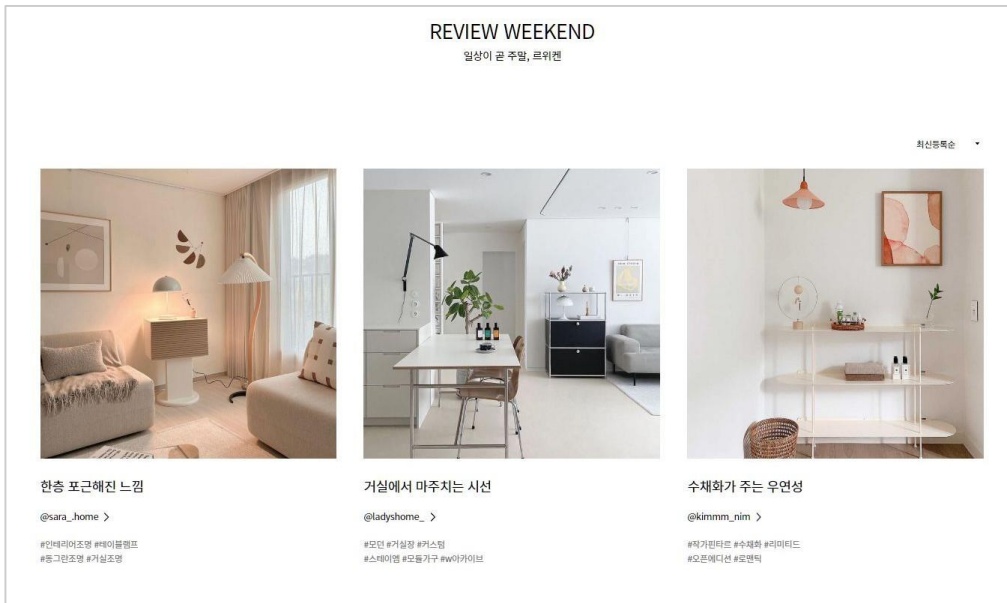 REVIEW WEEKEND
일상이 곧 주말, 르위켄
최신등록순
한층 포근해진 느낌
@sara_.home >
#인테리어조명 #테이블램프
#동그란조명 #거실조명
거실에서 마주치는 시선
@ladyshome_ >
#모던 #거실장 #커스텀
#스테이엠 #모듈가구 #w아카이브
수채화가 주는 우연성
@kimmm_nim >
#작가핀타르 #수채화 #리미티드
#오픈에디션 #로맨틱